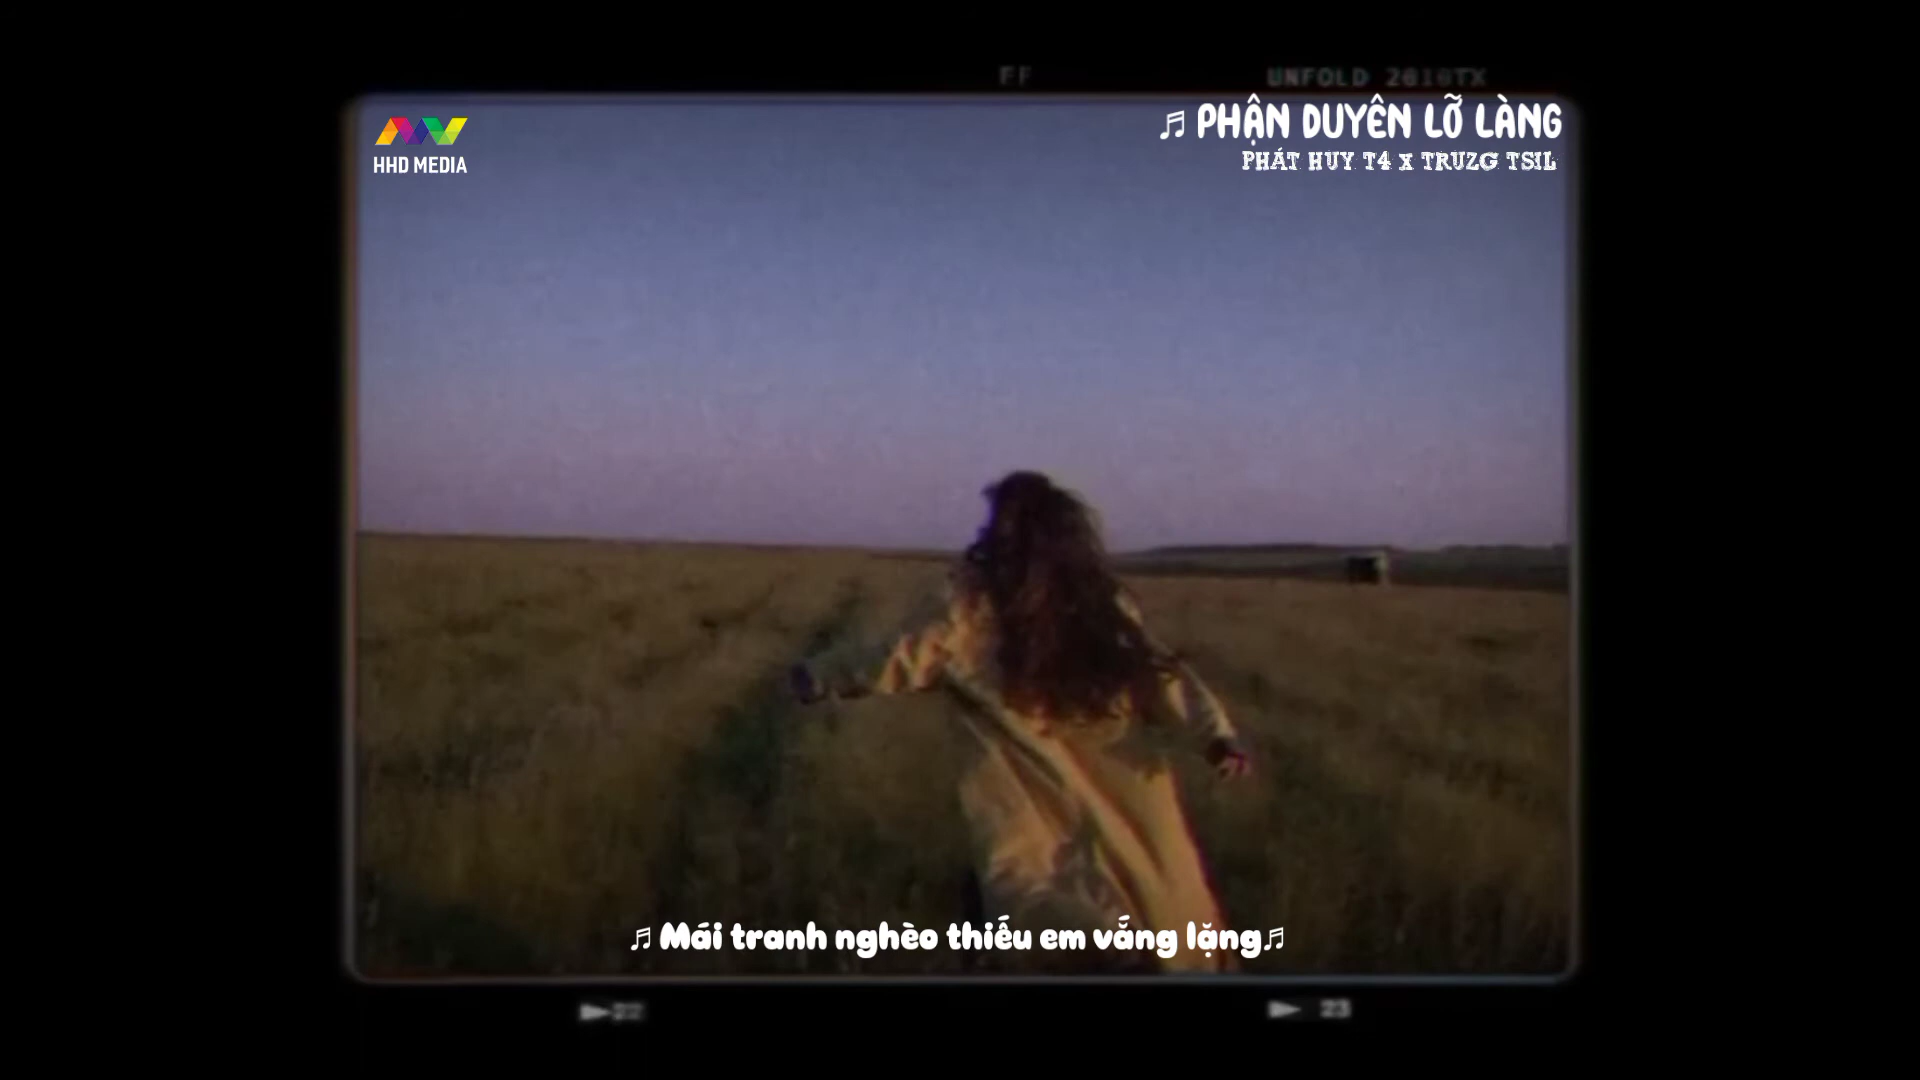 FF
UNFOLD 2610TX
♬ PHẬN DUYÊN LỠ LÀNG
PHÁT HUY T4 x TRUZG TSIL
HHD MEDIA
♬ Mái tranh nghèo thiếu em vắng lặng ♬
22
23